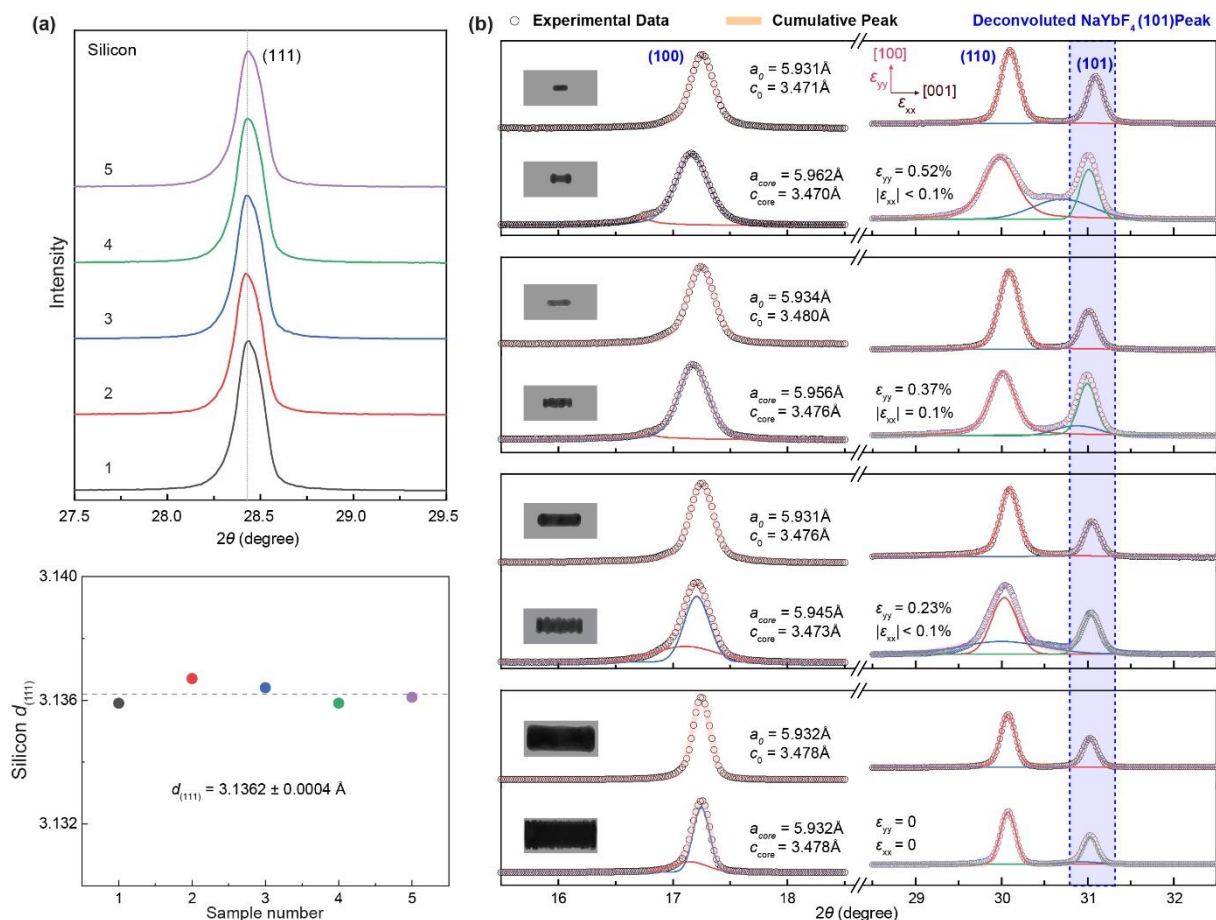 (a)
Silicon
(111)
5
4
3
2
1
Intensity
27.5 28.0 28.5 29.0 29.5
2θ (degree)
3.140
3.136
3.132
Silicon d(111)
d(111) = 3.1362 ± 0.0004 Å
1 2 3 4 5
Sample number
(b)
Experimental Data Cumulative Peak Deconvoluted NaYbF4 (101)Peak
(100) (110) (101)
[100]
εyy
[001]
εxx
a0 = 5.931Å
c0 = 3.471Å
acore = 5.962Å
ccore = 3.470Å
εyy = 0.52%
|εxx| < 0.1%
a0 = 5.934Å
c0 = 3.480Å
acore = 5.956Å
ccore = 3.476Å
εyy = 0.37%
|εxx| = 0.1%
a0 = 5.931Å
c0 = 3.476Å
acore = 5.945Å
ccore = 3.473Å
εyy = 0.23%
|εxx| < 0.1%
a0 = 5.932Å
c0 = 3.478Å
acore = 5.932Å
ccore = 3.478Å
εyy = 0
εxx = 0
16 17 18 29 30 31 32
2θ (degree)